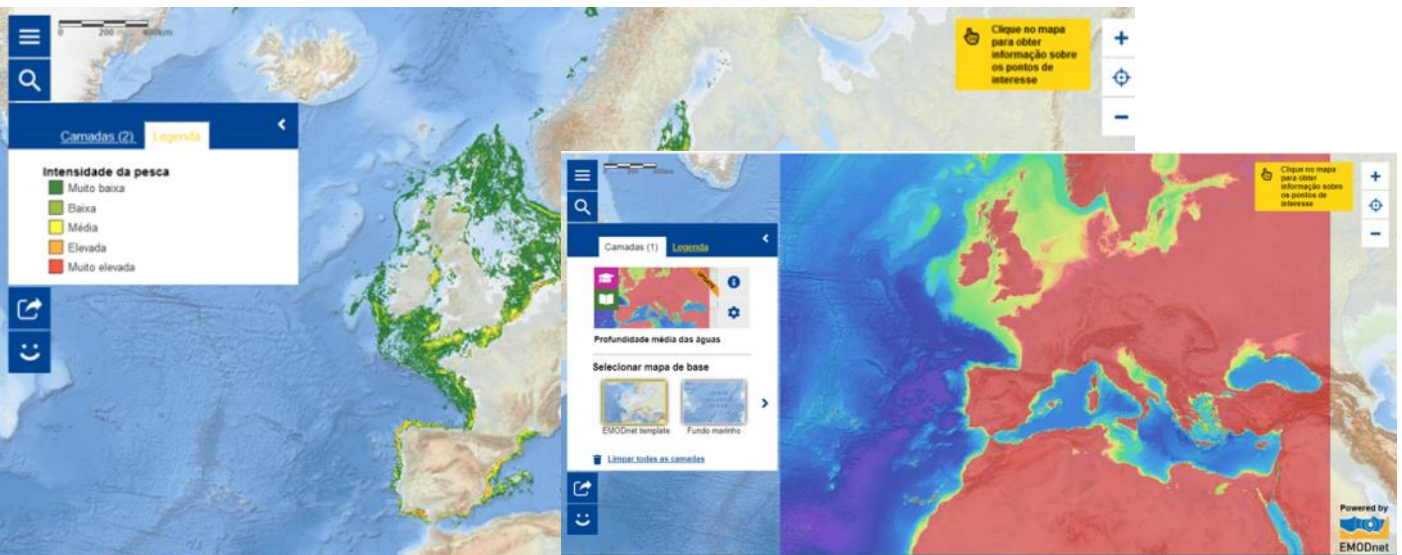 0 200 400km
Clique no mapa
para obter
informação sobre
os pontos de
interesse
Camadas (2)
Legenda
Intensidade da pesca
Muito baixa
Baixa
Média
Elevada
Muito elevada
Clique no mapa
para obter
informação sobre
os pontos de
interesse
Camadas (1)
Legenda
UPDATE
Profundidade média das águas
Selecionar mapa de base
EMODnet template
Fundo marinho
Limpar todas as camadas
Powered by
EMODnet